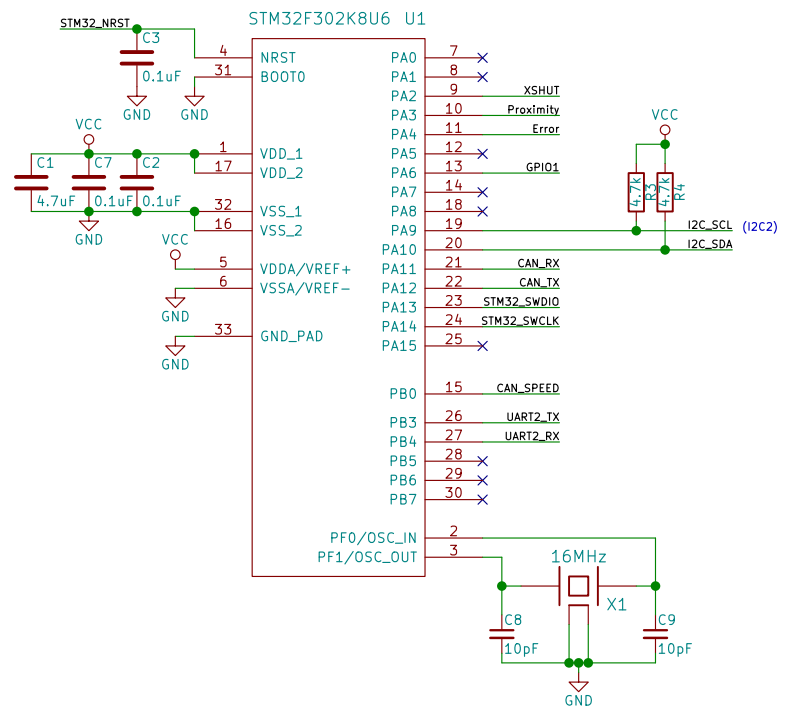 STM32F302K8U6 U1
STM32_NRST
C3
0.1uF
GND
GND
4 NRST
31 BOOT0
VCC
C1
4.7uF
C7
0.1uF
C2
0.1uF
GND
1 VDD_1
17 VDD_2
32 VSS_1
16 VSS_2
VCC
5 VDDA/VREF+
6 VSSA/VREF-
GND
33 GND_PAD
GND
PA0 7
PA1 8
PA2 9 XSHUT
PA3 10 Proximity
PA4 11 Error
PA5 12
PA6 13 GPIO1
PA7 14
PA8 18
PA9 19 I2C_SCL (I2C2)
PA10 20 I2C_SDA
PA11 21 CAN_RX
PA12 22 CAN_TX
PA13 23 STM32_SWDIO
PA14 24 STM32_SWCLK
PA15 25
VCC
4.7k R3
4.7k R4
PB0 15 CAN_SPEED
PB3 26 UART2_TX
PB4 27 UART2_RX
PB5 28
PB6 29
PB7 30
PF0/OSC_IN 2
PF1/OSC_OUT 3
16MHz
X1
C8
10pF
C9
10pF
GND